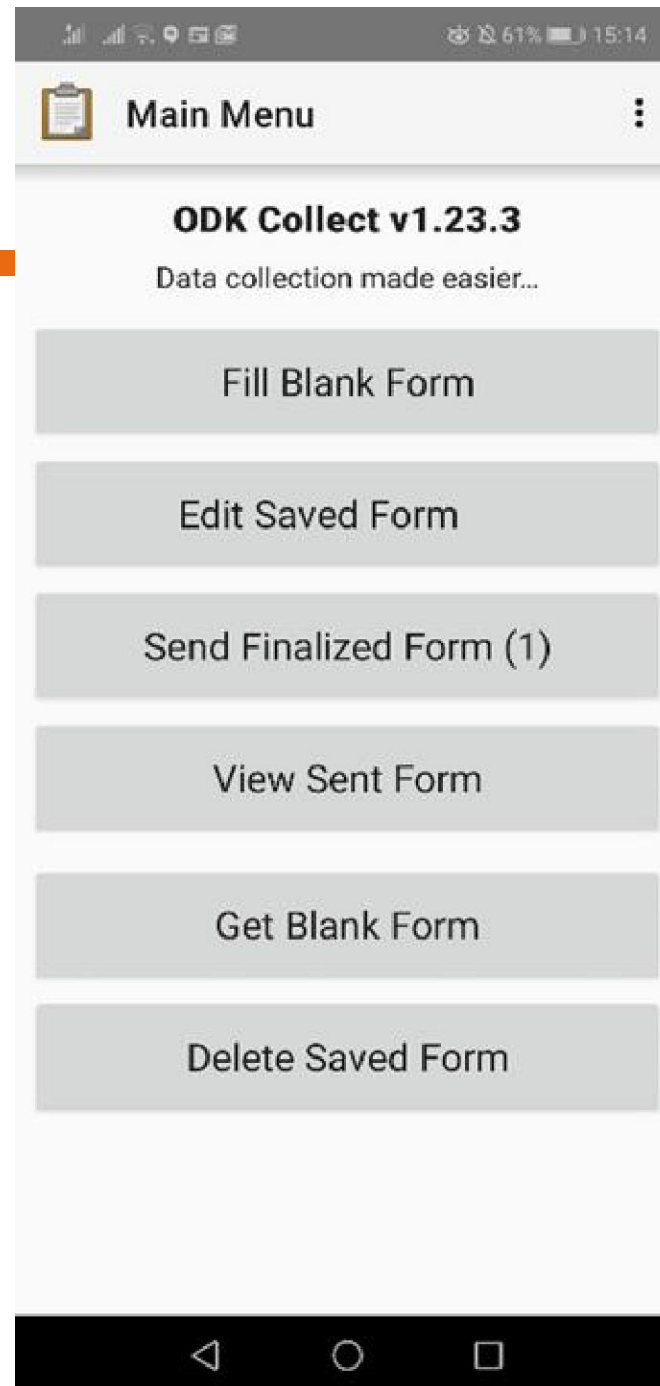 61% 15:14
Main Menu
ODK Collect v1.23.3
Data collection made easier...
Fill Blank Form
Edit Saved Form
Send Finalized Form (1)
View Sent Form
Get Blank Form
Delete Saved Form